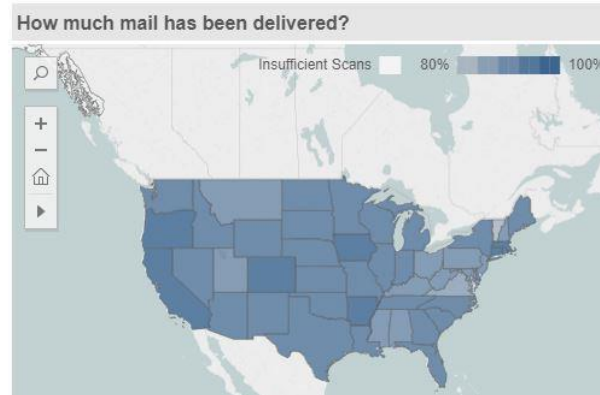 How much mail has been delivered?
Insufficient Scans 80% 100%